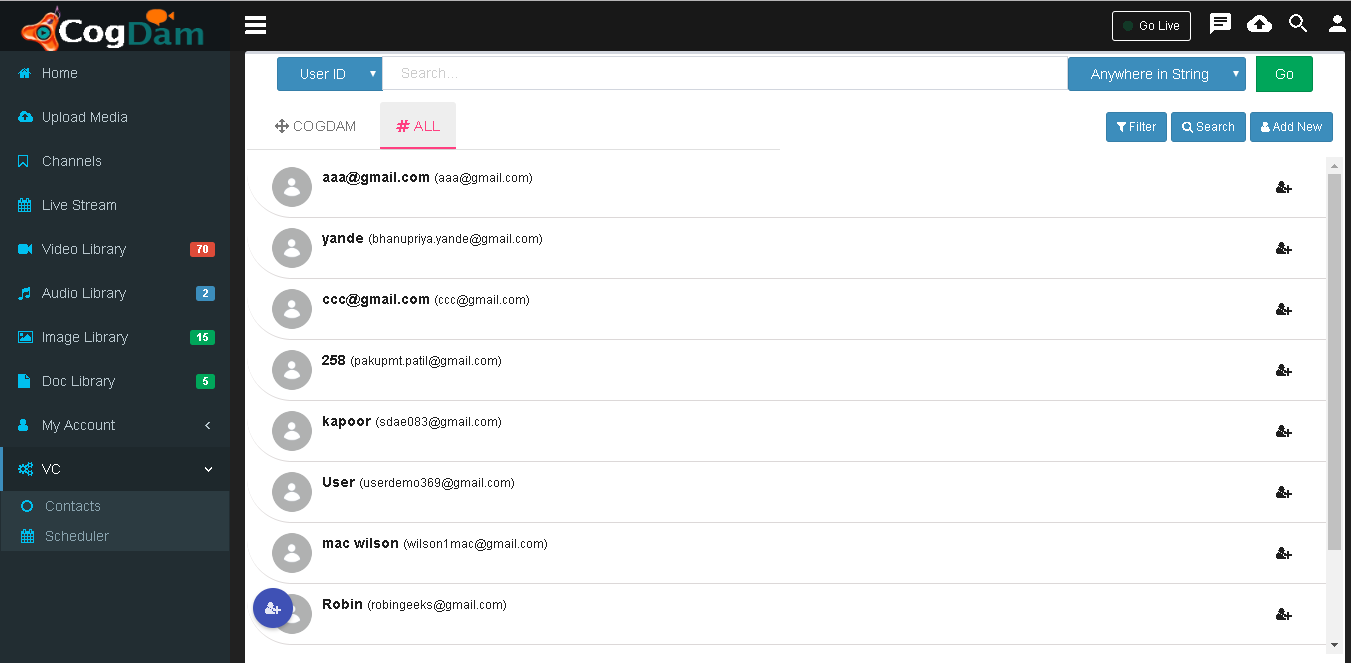 CogDam
Go Live
Home
Upload Media
Channels
Live Stream
Video Library 70
Audio Library 2
Image Library 15
Doc Library 5
My Account
VC
Contacts
Scheduler
User ID Search... Anywhere in String Go
COGDAM # ALL Filter Search Add New
aaa@gmail.com (aaa@gmail.com)
yande (bhanupriya.yande@gmail.com)
ccc@gmail.com (ccc@gmail.com)
258 (pakupmt.patil@gmail.com)
kapoor (sdae083@gmail.com)
User (userdemo369@gmail.com)
mac wilson (wilson1mac@gmail.com)
Robin (robingeeks@gmail.com)